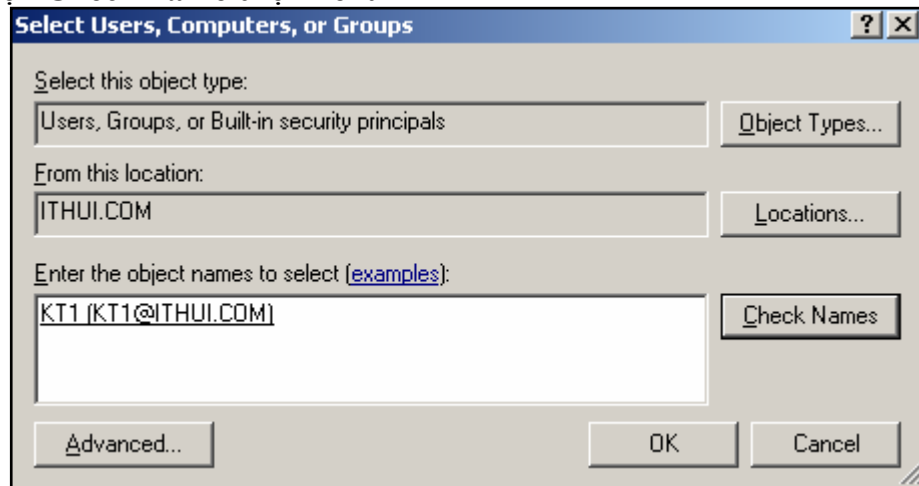 Select Users, Computers, or Groups
Select this object type:
Users, Groups, or Built-in security principals
Object Types...
From this location:
ITHUI.COM
Locations...
Enter the object names to select (examples):
KT1 (KT1@ITHUI.COM)
Check Names
Advanced...
OK
Cancel